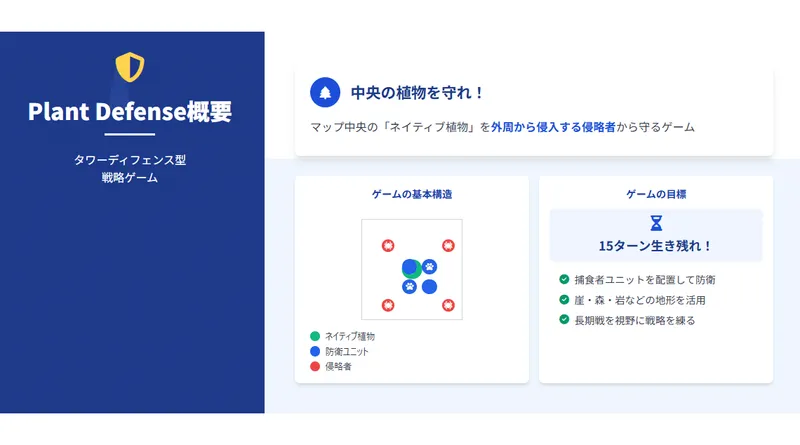 Plant Defense概要
タワーディフェンス型
戦略ゲーム
中央の植物を守れ！
マップ中央の「ネイティブ植物」を外周から侵入する侵略者から守るゲーム
ゲームの基本構造
ネイティブ植物
防衛ユニット
侵略者
ゲームの目標
15ターン生き残れ！
捕食者ユニットを配置して防衛
崖・森・岩などの地形を活用
長期戦を視野に戦略を練る